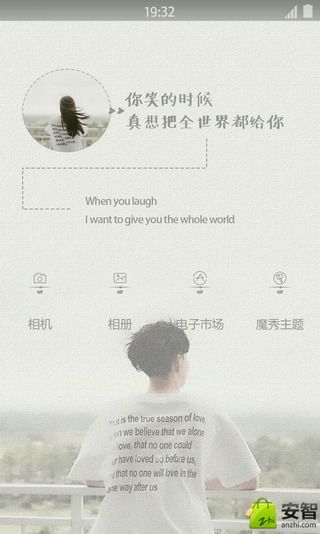 19:32
你笑的时候
真想把全世界都给你
When you laugh
I want to give you the whole world
相机
相册
电子市场
魔秀主题
that is the true season of love,
when we believe that we alone
love, that no one could
have loved so before us,
that no one will love in the
same way after us
安智
zhi
anzhi.com